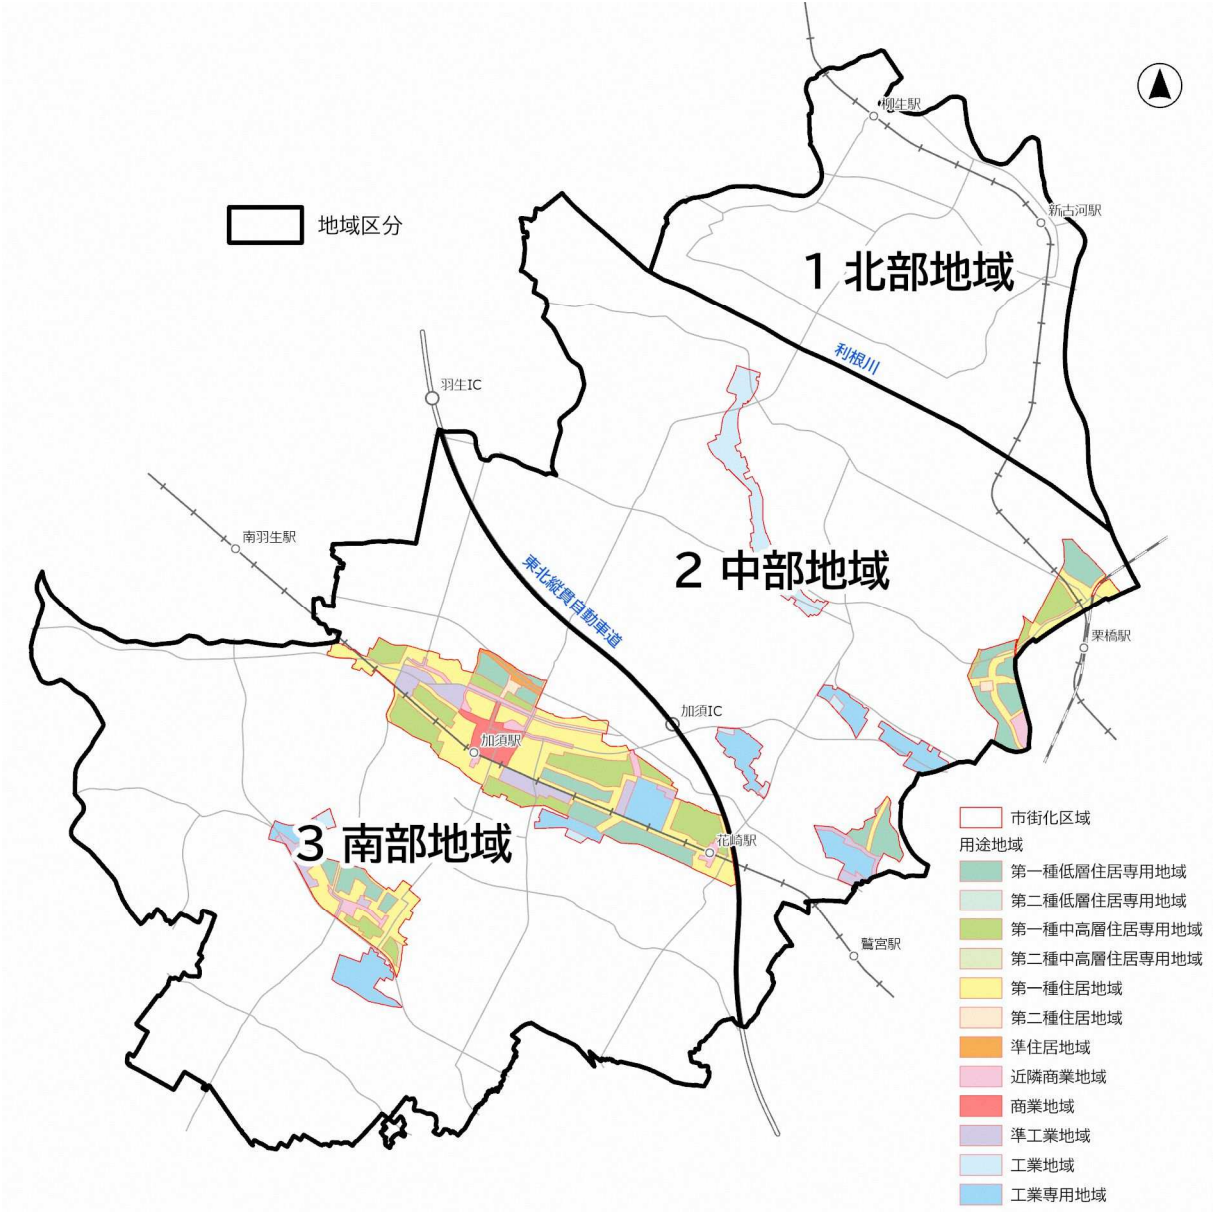 柳生駅
新古河駅
地域区分
1 北部地域
利根川
羽生IC
南羽生駅
東北縦貫自動車道
2 中部地域
栗橋駅
加須IC
加須駅
花崎駅
3 南部地域
鷲宮駅
市街化区域
用途地域
第一種低層住居専用地域
第二種低層住居専用地域
第一種中高層住居専用地域
第二種中高層住居専用地域
第一種住居地域
第二種住居地域
準住居地域
近隣商業地域
商業地域
準工業地域
工業地域
工業専用地域